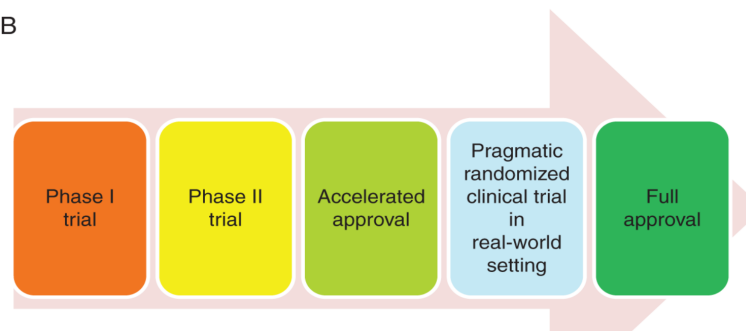 B
Phase I
trial
Phase II
trial
Accelerated
approval
Pragmatic
randomized
clinical trial
in
real-world
setting
Full
approval